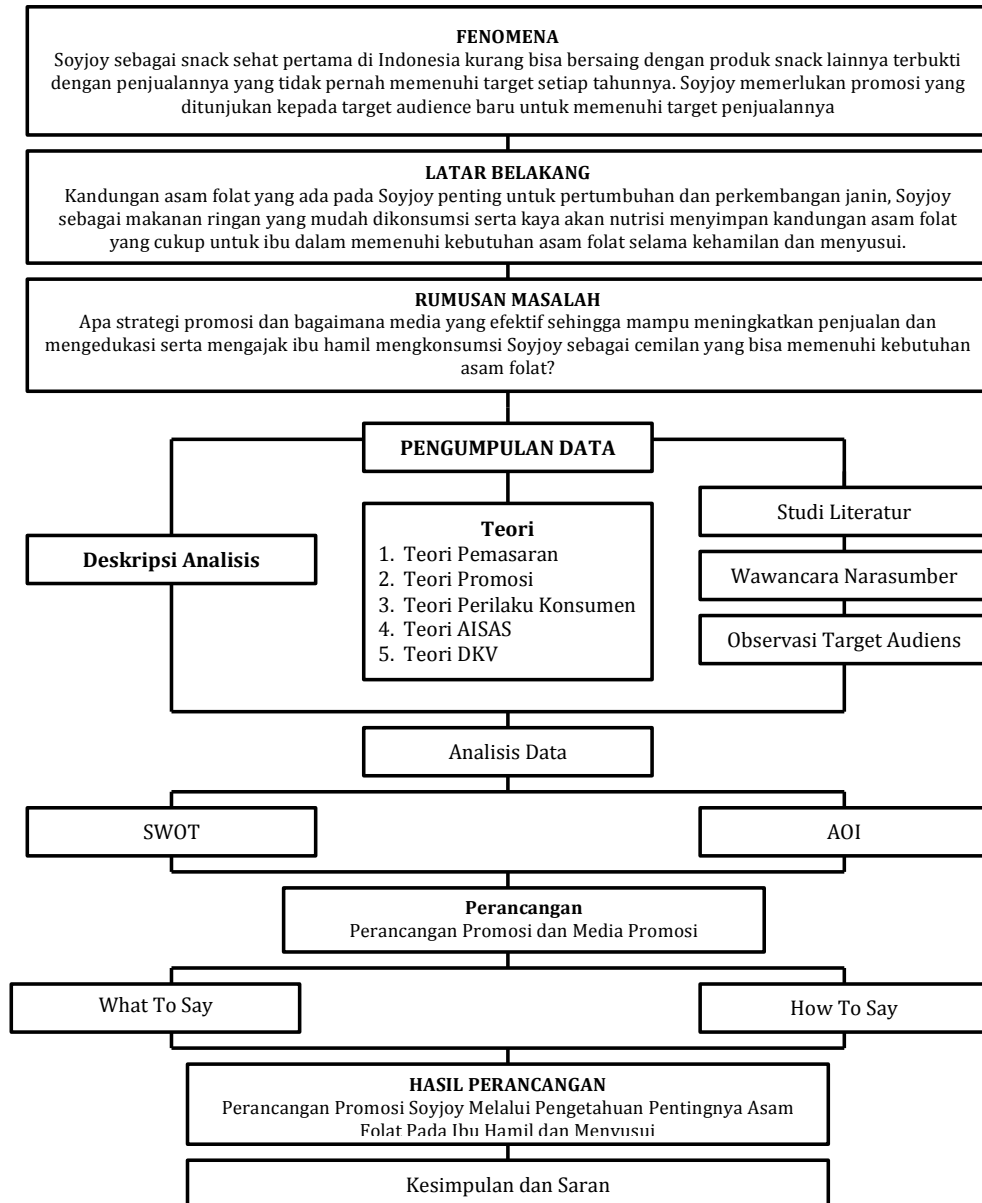 FENOMENA
Soyjoy sebagai snack sehat pertama di Indonesia kurang bisa bersaing dengan produk snack lainnya terbukti
dengan penjualannya yang tidak pernah memenuhi target setiap tahunnya. Soyjoy memerlukan promosi yang
ditunjukan kepada target audience baru untuk memenuhi target penjualannya
LATAR BELAKANG
Kandungan asam folat yang ada pada Soyjoy penting untuk pertumbuhan dan perkembangan janin, Soyjoy
sebagai makanan ringan yang mudah dikonsumsi serta kaya akan nutrisi menyimpan kandungan asam folat
yang cukup untuk ibu dalam memenuhi kebutuhan asam folat selama kehamilan dan menyusui.
RUMUSAN MASALAH
Apa strategi promosi dan bagaimana media yang efektif sehingga mampu meningkatkan penjualan dan
mengedukasi serta mengajak ibu hamil mengkonsumsi Soyjoy sebagai cemilan yang bisa memenuhi kebutuhan
asam folat?
PENGUMPULAN DATA
Deskripsi Analisis
Teori
1. Teori Pemasaran
2. Teori Promosi
3. Teori Perilaku Konsumen
4. Teori AISAS
5. Teori DKV
Studi Literatur
Wawancara Narasumber
Observasi Target Audiens
Analisis Data
SWOT
AOI
Perancangan
Perancangan Promosi dan Media Promosi
What To Say
How To Say
HASIL PERANCANGAN
Perancangan Promosi Soyjoy Melalui Pengetahuan Pentingnya Asam
Folat Pada Ibu Hamil dan Menyusui
Kesimpulan dan Saran